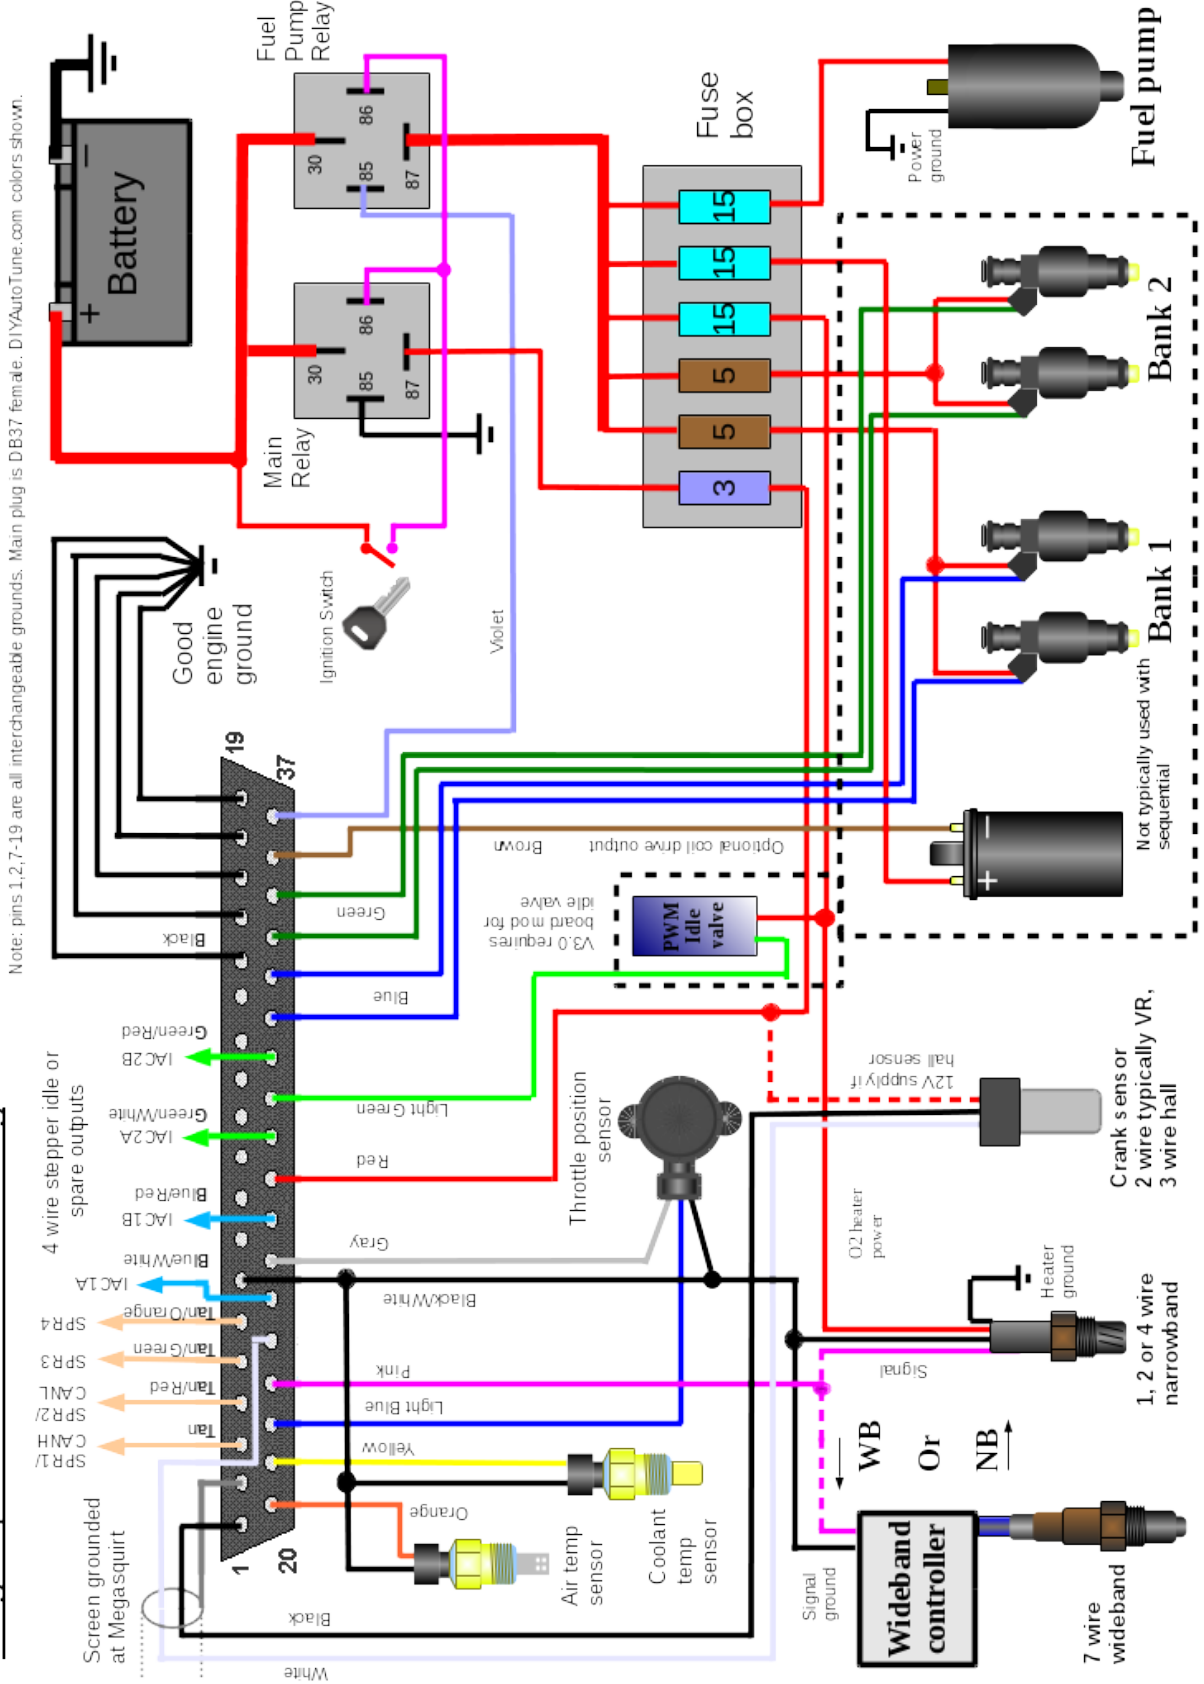 Note: pins 1,2,7-19 are all interchangeable grounds. Main plug is DB37 female. DIYAutoTune.com colors shown.
Battery
+
−
Fuel
Pump
Relay
30
86
85
87
Main
Relay
30
86
85
87
Fuse
box
15
15
15
5
5
3
Fuel pump
Power
ground
Good
engine
ground
Ignition Switch
Violet
Bank 2
Bank 1
Not typically used with
sequential
+
−
19
37
1
20
Black
Green
Blue
Brown
Optional coil drive output
V3.0 requires
board mod for
idle valve
PWM
Idle
valve
4 wire stepper idle or
spare outputs
Green/Red
IAC2B
Green/White
IAC2A
Blue/Red
IAC1B
Blue/White
IAC1A
Tan/Orange
SPR4
Tan/Green
SPR3
Tan/Red
SPR2/
CANL
Tan
SPR1/
CANH
Light Green
Red
Gray
Black/White
Pink
Light Blue
Yellow
Orange
Throttle position
sensor
12V supply if
hall sensor
Crank sensor
2 wire typically VR,
3 wire hall
O2 heater
power
Heater
ground
Signal
1, 2 or 4 wire
narrowband
WB
Or
NB
Screen grounded
at Megasquirt
Black
White
Air temp
sensor
Coolant
temp
sensor
Signal
ground
Wideband
controller
7 wire
wideband